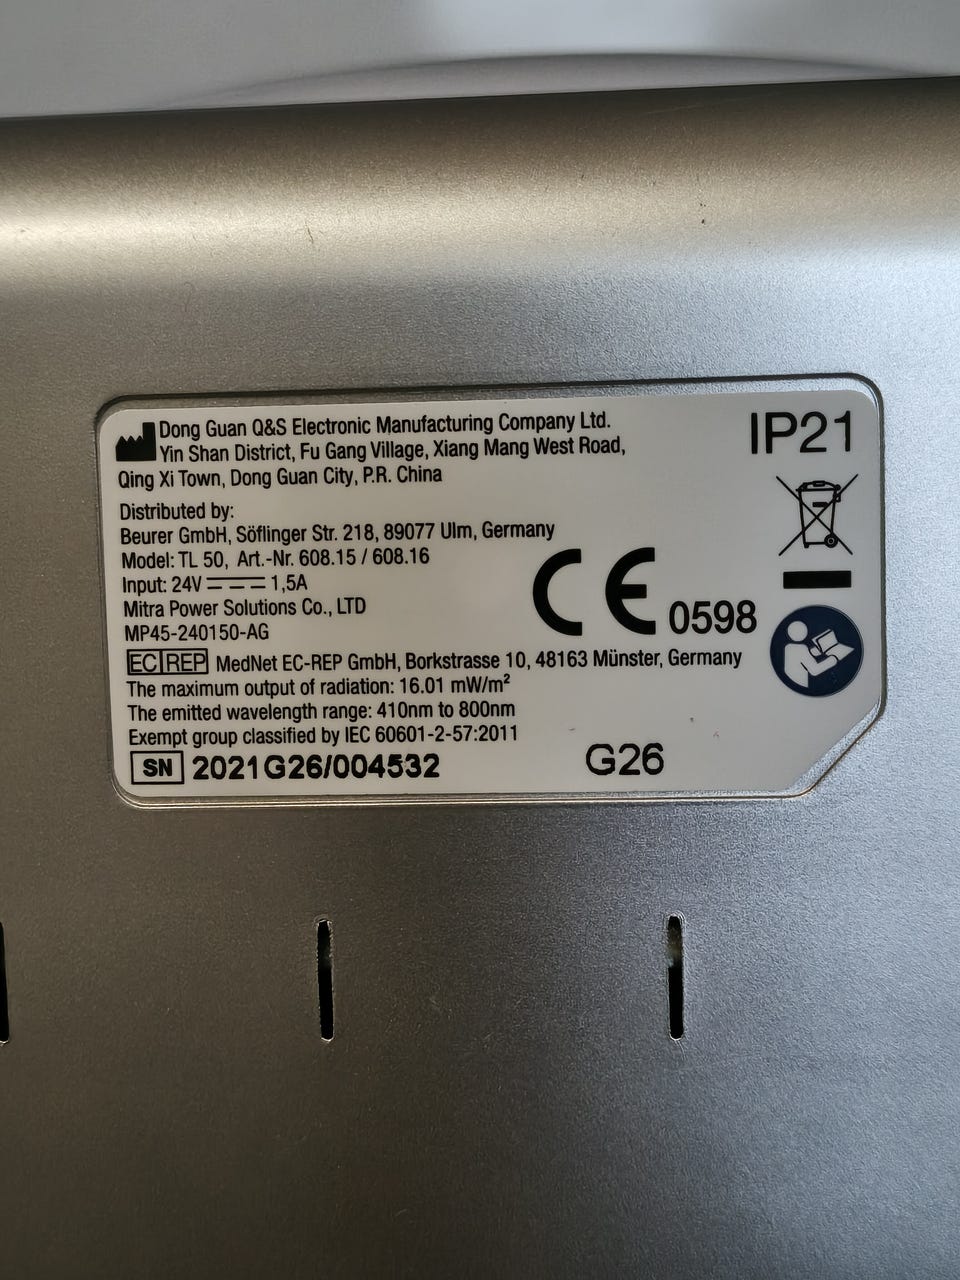 Dong Guan Q&S Electronic Manufacturing Company Ltd.
Yin Shan District, Fu Gang Village, Xiang Mang West Road,
Qing Xi Town, Dong Guan City, P.R. China
IP21
Distributed by:
Beurer GmbH, Söflinger Str. 218, 89077 Ulm, Germany
Model: TL 50, Art.-Nr. 608.15 / 608.16
Input: 24V ⎓ 1,5A
Mitra Power Solutions Co., LTD
MP45-240150-AG
CE 0598
EC REP MedNet EC-REP GmbH, Borkstrasse 10, 48163 Münster, Germany
The maximum output of radiation: 16.01 mW/m²
The emitted wavelength range: 410nm to 800nm
Exempt group classified by IEC 60601-2-57:2011
SN 2021G26/004532
G26